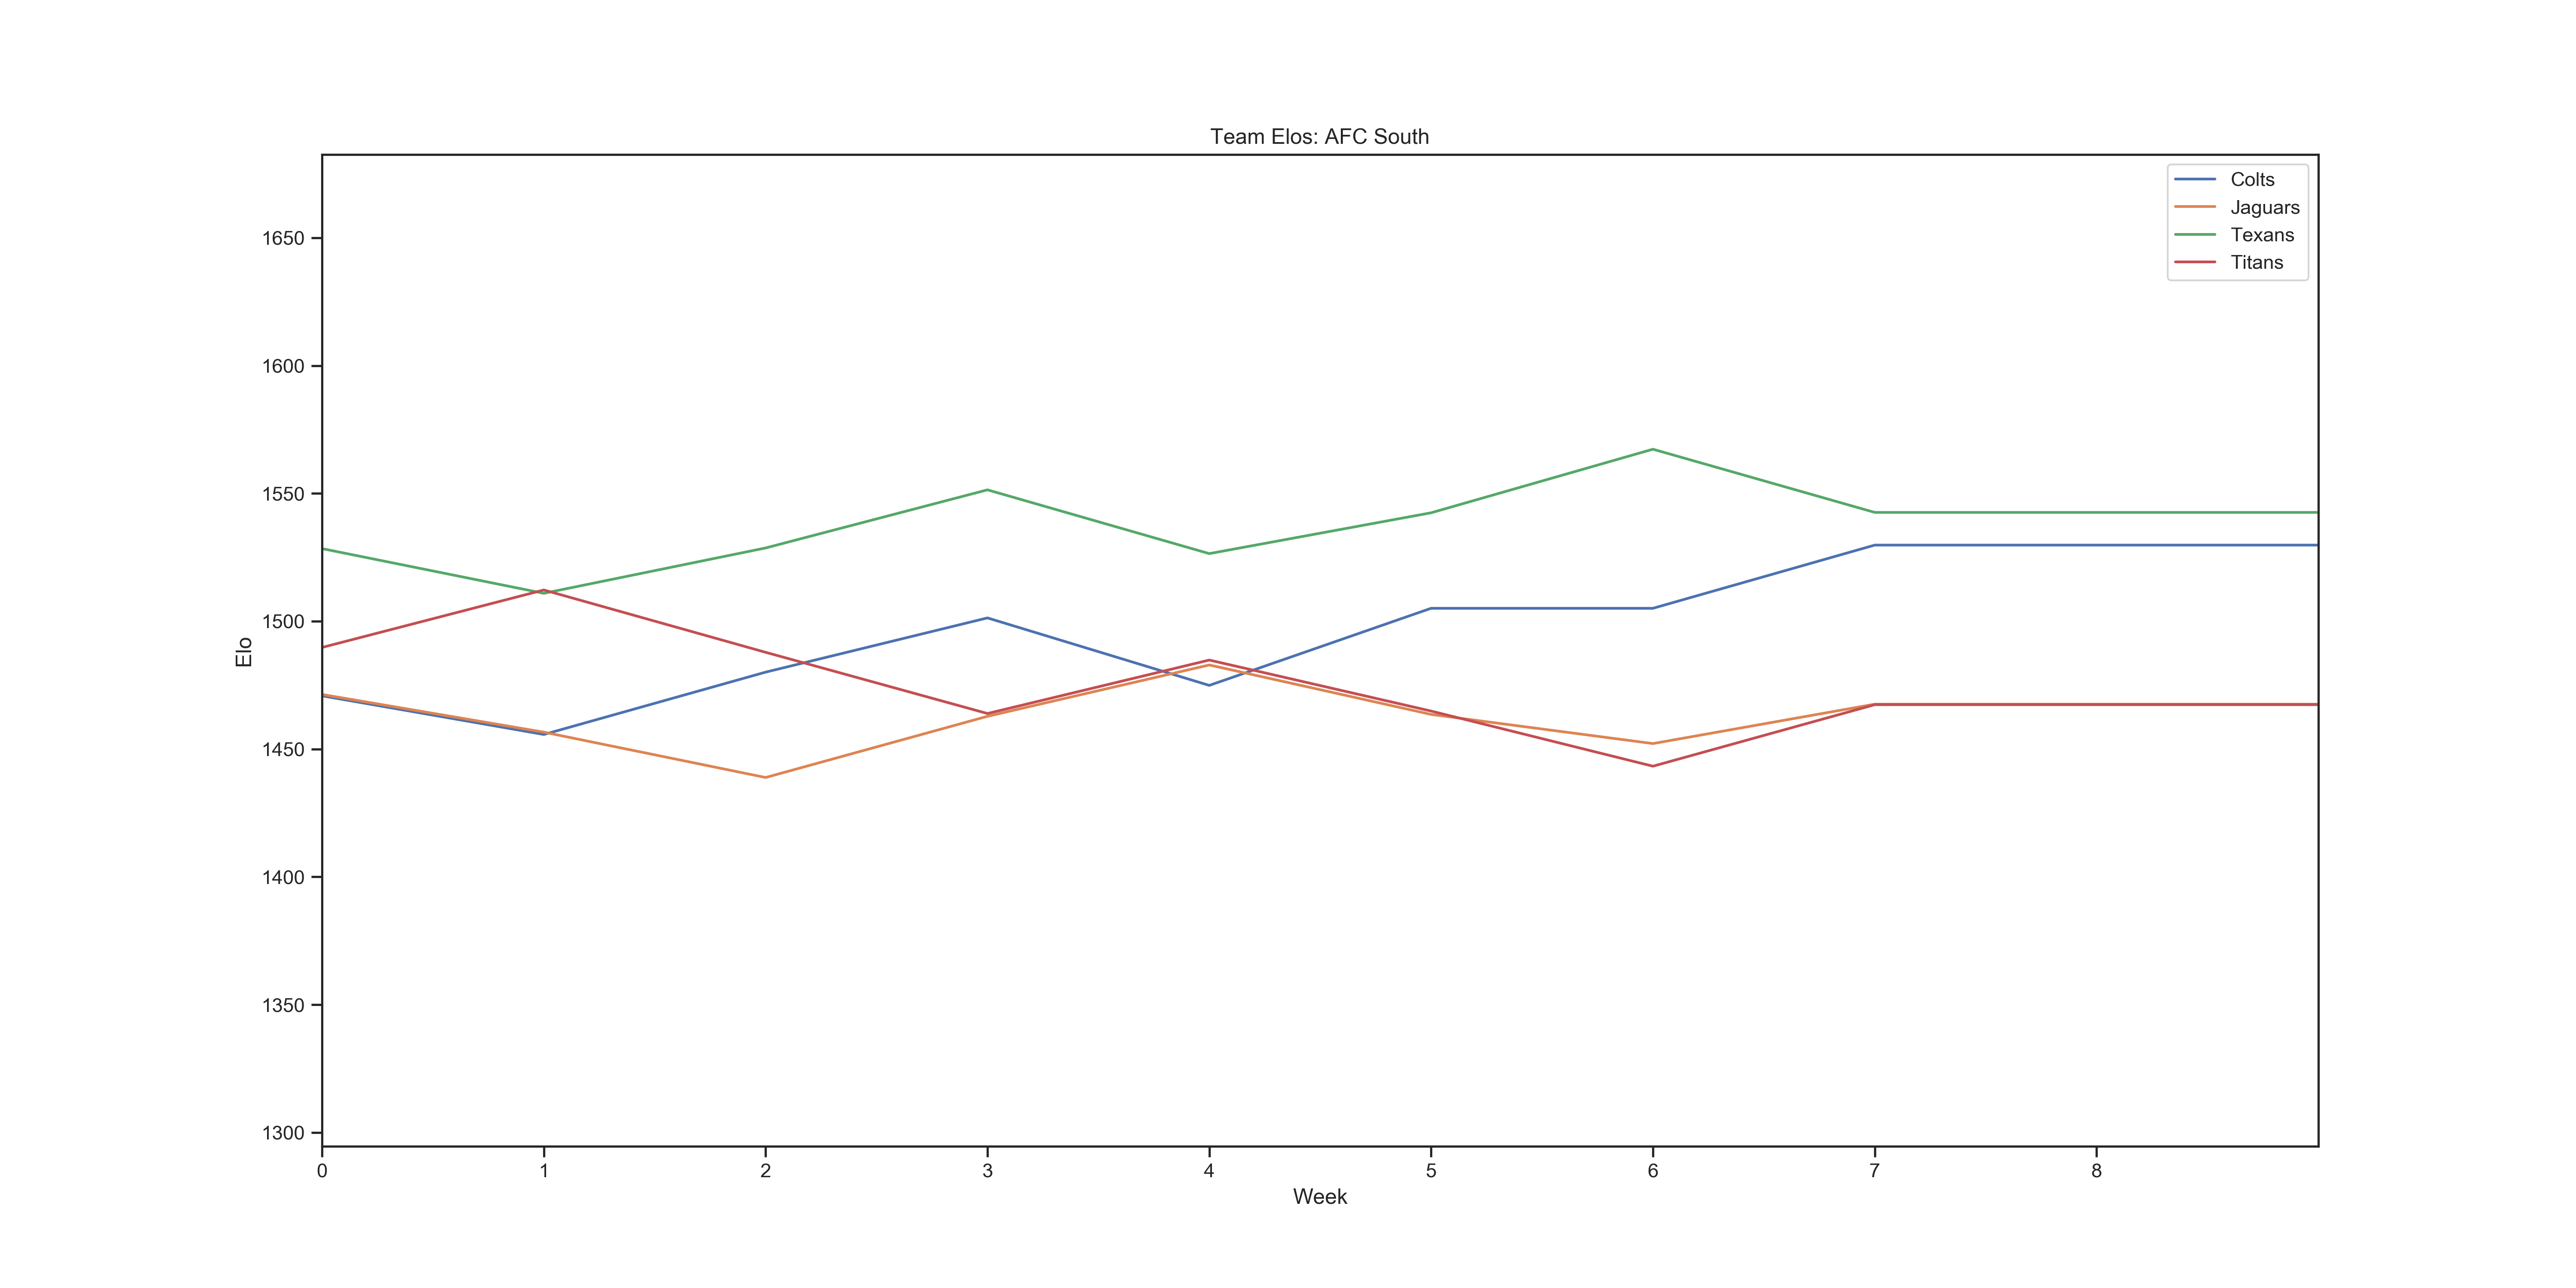 Team Elos: AFC South
Colts
Jaguars
Texans
Titans
1650
1600
1550
1500
1450
1400
1350
1300
Elo
0 1 2 3 4 5 6 7 8
Week